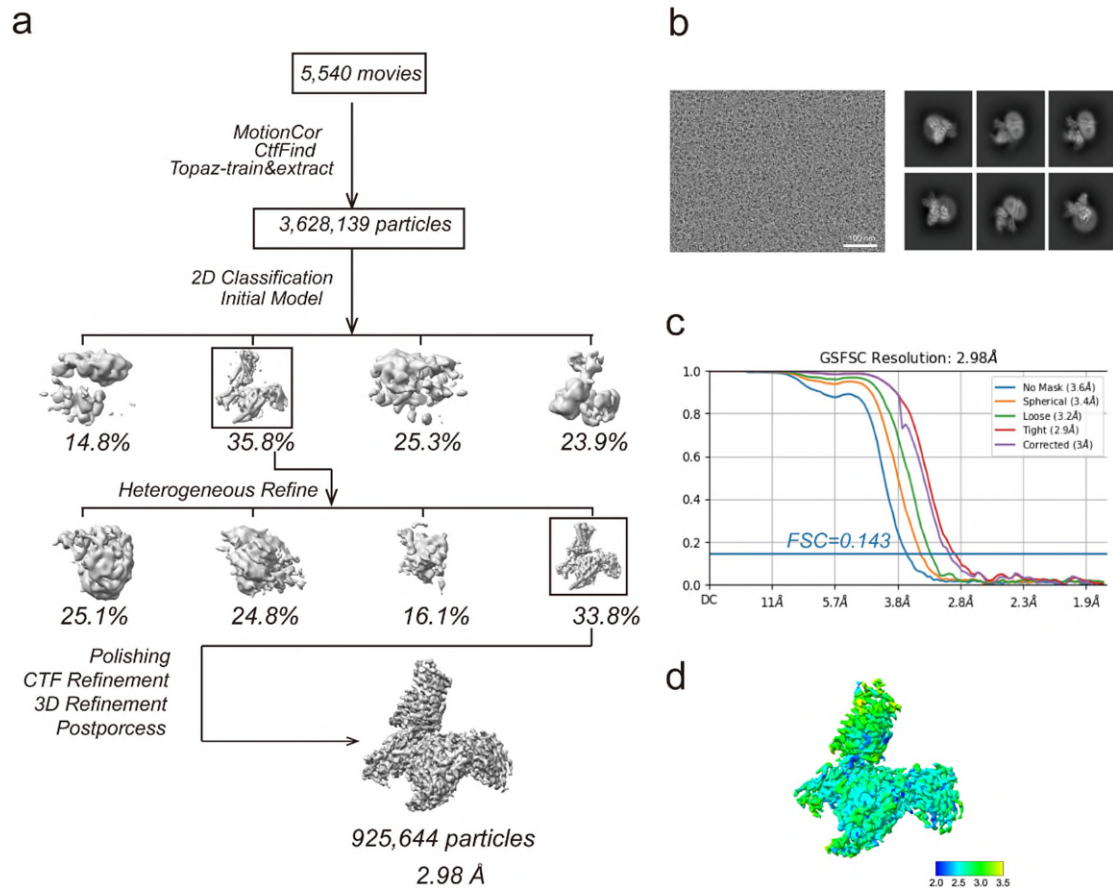 a
5,540 movies
MotionCor
CtfFind
Topaz-train&extract
3,628,139 particles
2D Classification
Initial Model
14.8%
35.8%
25.3%
23.9%
Heterogeneous Refine
25.1%
24.8%
16.1%
33.8%
Polishing
CTF Refinement
3D Refinement
Postporcess
925,644 particles
2.98 Å
b
100 nm
c
GSFSC Resolution: 2.98Å
1.0
0.8
0.6
0.4
0.2
0.0
No Mask (3.6Å)
Spherical (3.4Å)
Loose (3.2Å)
Tight (2.9Å)
Corrected (3Å)
FSC=0.143
DC
11Å
5.7Å
3.8Å
2.8Å
2.3Å
1.9Å
d
2.0 2.5 3.0 3.5